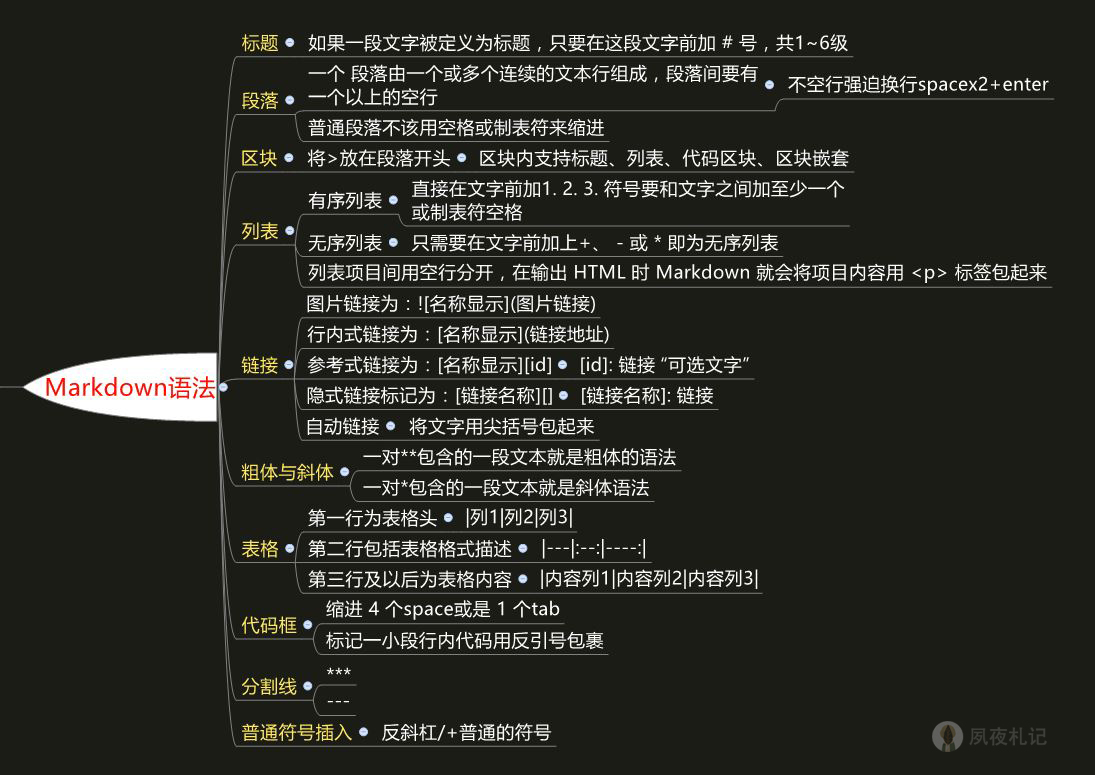 Markdown语法
标题
如果一段文字被定义为标题，只要在这段文字前加 # 号，共1~6级
段落
一个 段落由一个或多个连续的文本行组成，段落间要有
一个以上的空行
不空行强迫换行spacex2+enter
普通段落不该用空格或制表符来缩进
区块
将>放在段落开头
区块内支持标题、列表、代码区块、区块嵌套
列表
有序列表
直接在文字前加1. 2. 3. 符号要和文字之间加至少一个
或制表符空格
无序列表
只需要在文字前加上+、 - 或 * 即为无序列表
列表项目间用空行分开，在输出 HTML 时 Markdown 就会将项目内容用 <p> 标签包起来
链接
图片链接为：![名称显示](图片链接)
行内式链接为：[名称显示](链接地址)
参考式链接为：[名称显示][id]
[id]: 链接 “可选文字”
隐式链接标记为：[链接名称][]
[链接名称]: 链接
自动链接
将文字用尖括号包起来
粗体与斜体
一对**包含的一段文本就是粗体的语法
一对*包含的一段文本就是斜体语法
表格
第一行为表格头
|列1|列2|列3|
第二行包括表格格式描述
|---|:--:|----:|
第三行及以后为表格内容
|内容列1|内容列2|内容列3|
代码框
缩进 4 个space或是 1 个tab
标记一小段行内代码用反引号包裹
分割线
***
---
普通符号插入
反斜杠/+普通的符号
夙夜札记